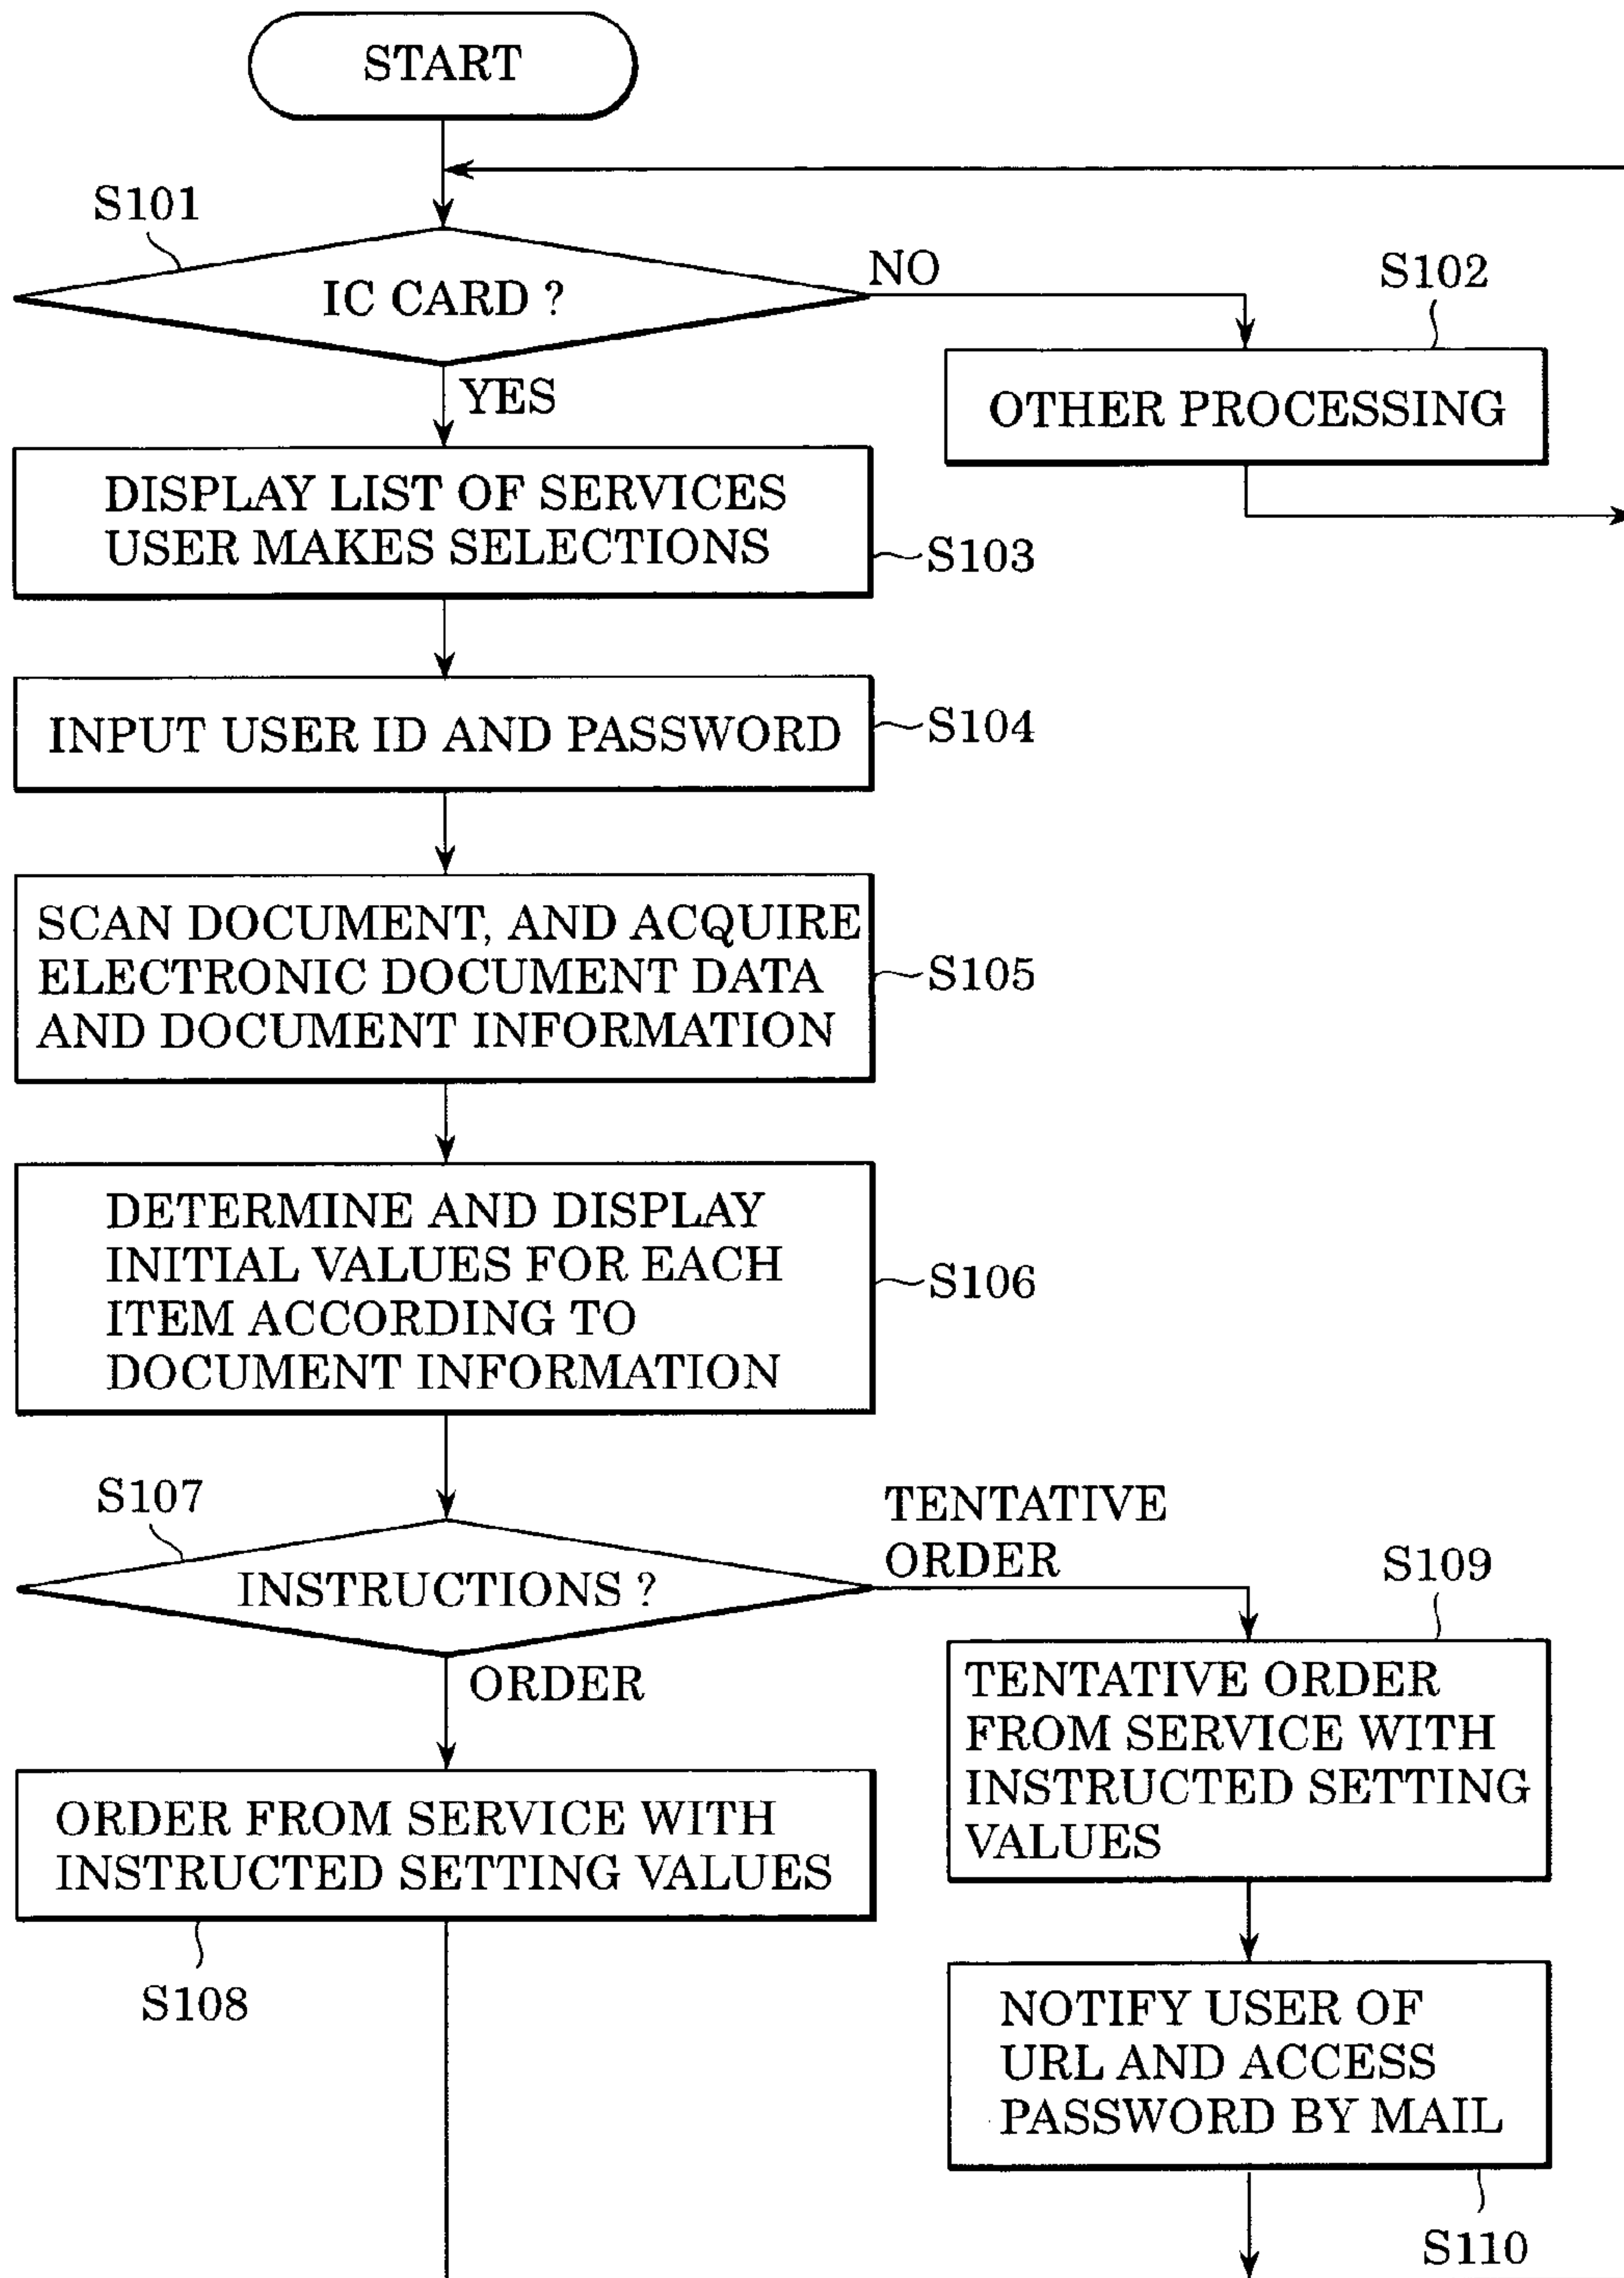 START
S101
IC CARD ?
NO
S102
OTHER PROCESSING
YES
DISPLAY LIST OF SERVICES
USER MAKES SELECTIONS
S103
INPUT USER ID AND PASSWORD
S104
SCAN DOCUMENT, AND ACQUIRE
ELECTRONIC DOCUMENT DATA
AND DOCUMENT INFORMATION
S105
DETERMINE AND DISPLAY
INITIAL VALUES FOR EACH
ITEM ACCORDING TO
DOCUMENT INFORMATION
S106
S107
INSTRUCTIONS ?
TENTATIVE
ORDER
S109
TENTATIVE ORDER
FROM SERVICE WITH
INSTRUCTED SETTING
VALUES
ORDER
ORDER FROM SERVICE WITH
INSTRUCTED SETTING VALUES
S108
NOTIFY USER OF
URL AND ACCESS
PASSWORD BY MAIL
S110